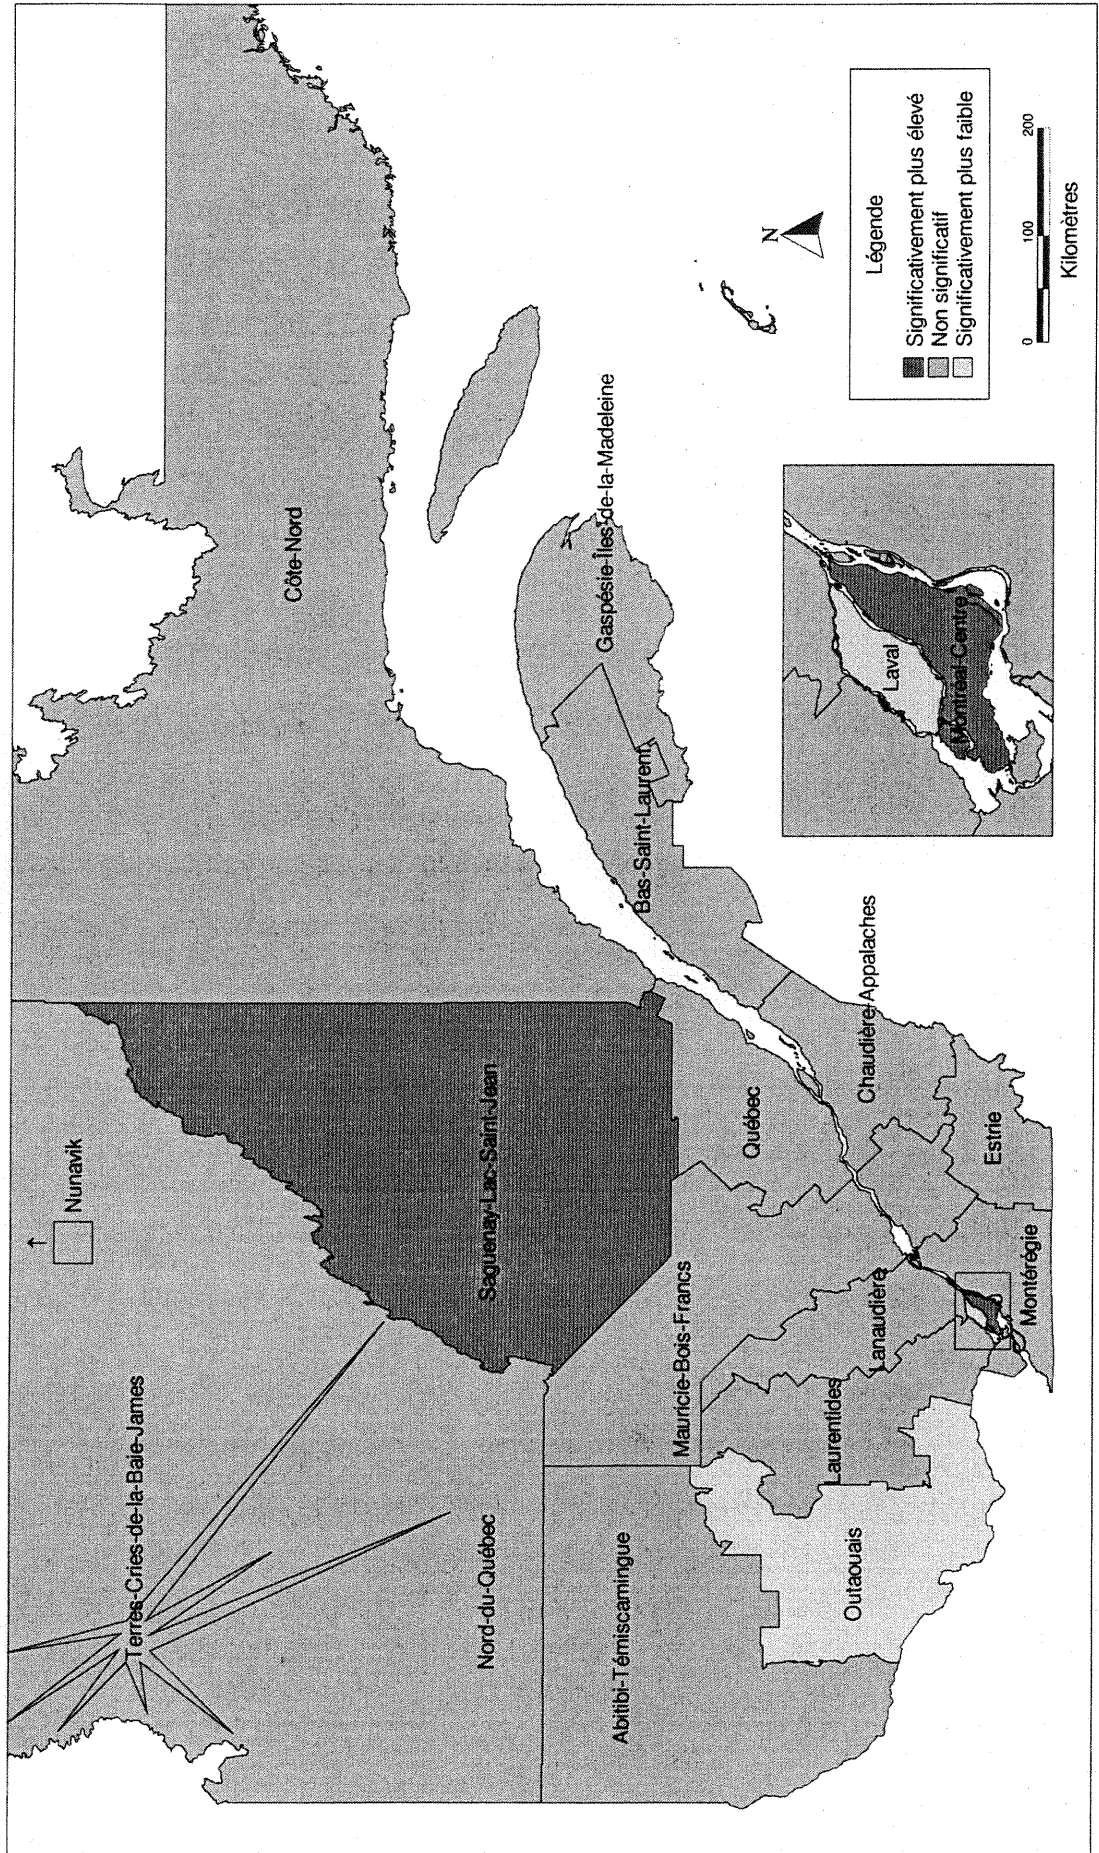 Terres-Cries-de-la-Baie-James
Nunavik
Côte-Nord
Nord-du-Québec
Saguenay-Lac-Saint-Jean
Abitibi-Témiscamingue
Mauricie-Bois-Francs
Québec
Bas-Saint-Laurent
Gaspésie-Îles-de-la-Madeleine
Outaouais
Laurentides
Lanaudière
Chaudière-Appalaches
Estrie
Montérégie
Laval
Montréal-Centre
N
Légende
Significativement plus élevé
Non significatif
Significativement plus faible
0 100 200
Kilomètres